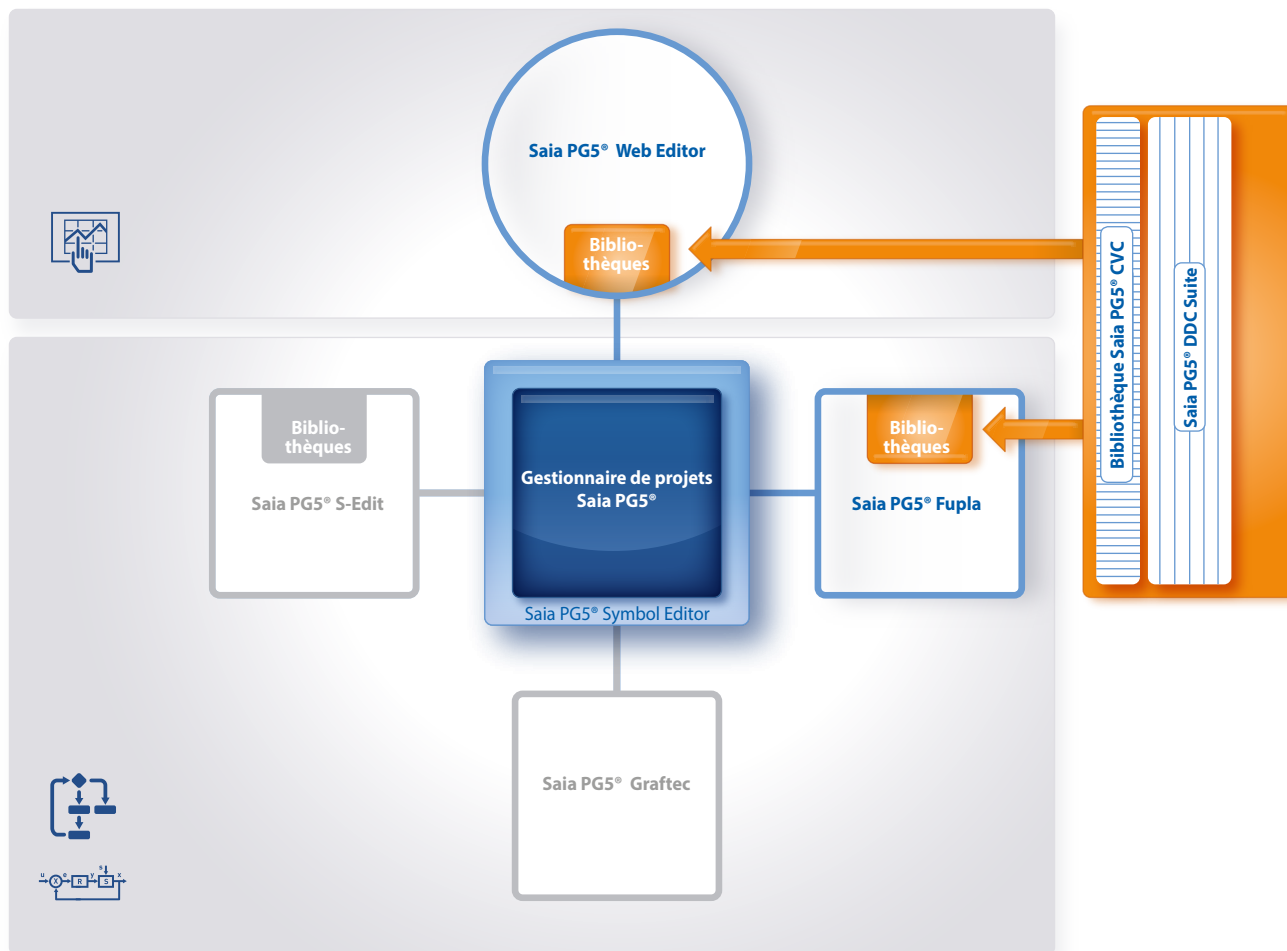 Saia PG5® Web Editor
Biblio-
thèques
Bibliothèque Saia PG5® CVC
Saia PG5® DDC Suite
Biblio-
thèques
Saia PG5® S-Edit
Gestionnaire de projets
Saia PG5®
Saia PG5® Symbol Editor
Biblio-
thèques
Saia PG5® Fupla
Saia PG5® Graftec
u X e R y s S x